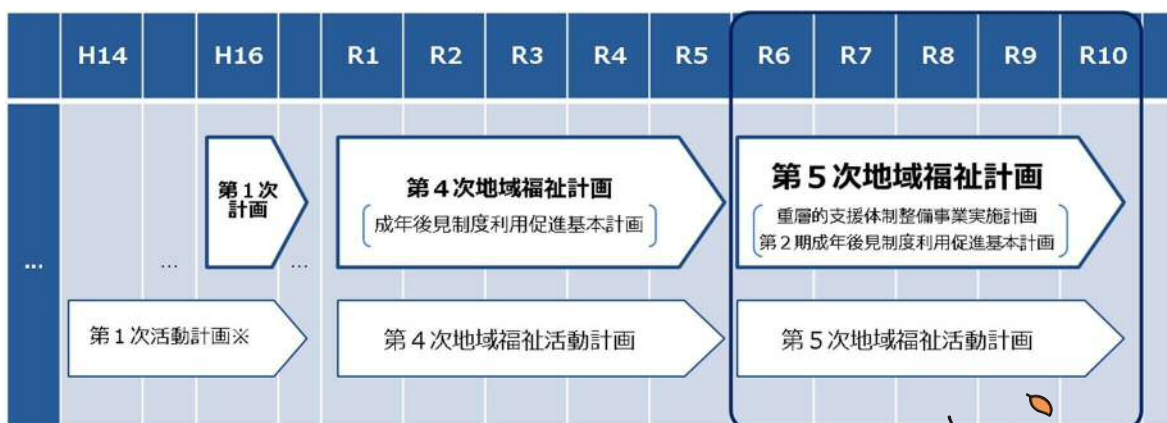 H14 H16 R1 R2 R3 R4 R5 R6 R7 R8 R9 R10
第1次
計画
第4次地域福祉計画
成年後見制度利用促進基本計画
第5次地域福祉計画
重層的支援体制整備事業実施計画
第2期成年後見制度利用促進基本計画
… … …
第1次活動計画※
第4次地域福祉活動計画
第5次地域福祉活動計画